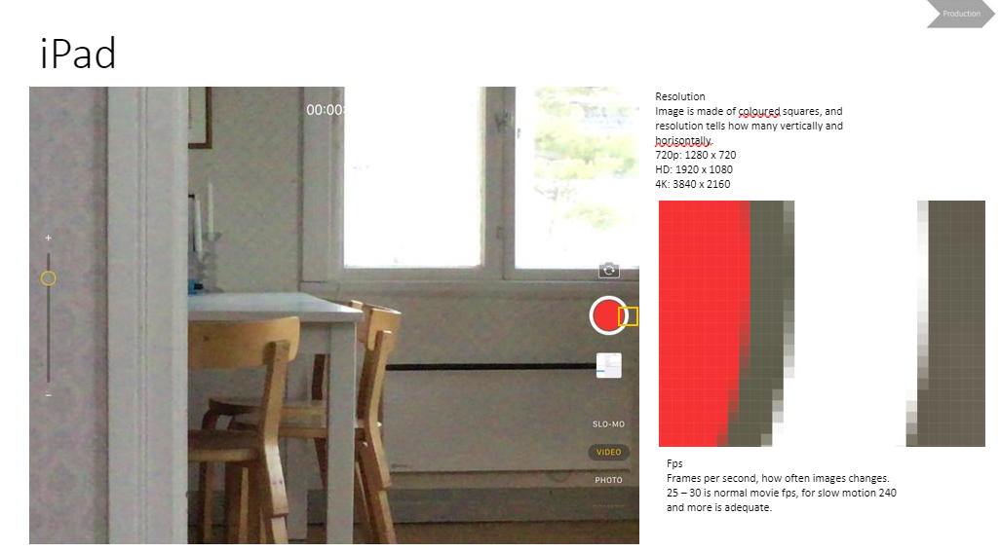 Production
iPad
00:00:
+
−
SLO-MO
VIDEO
PHOTO
Resolution
Image is made of coloured squares, and
resolution tells how many vertically and
horisontally.
720p: 1280 x 720
HD: 1920 x 1080
4K: 3840 x 2160
Fps
Frames per second, how often images changes.
25 – 30 is normal movie fps, for slow motion 240
and more is adequate.